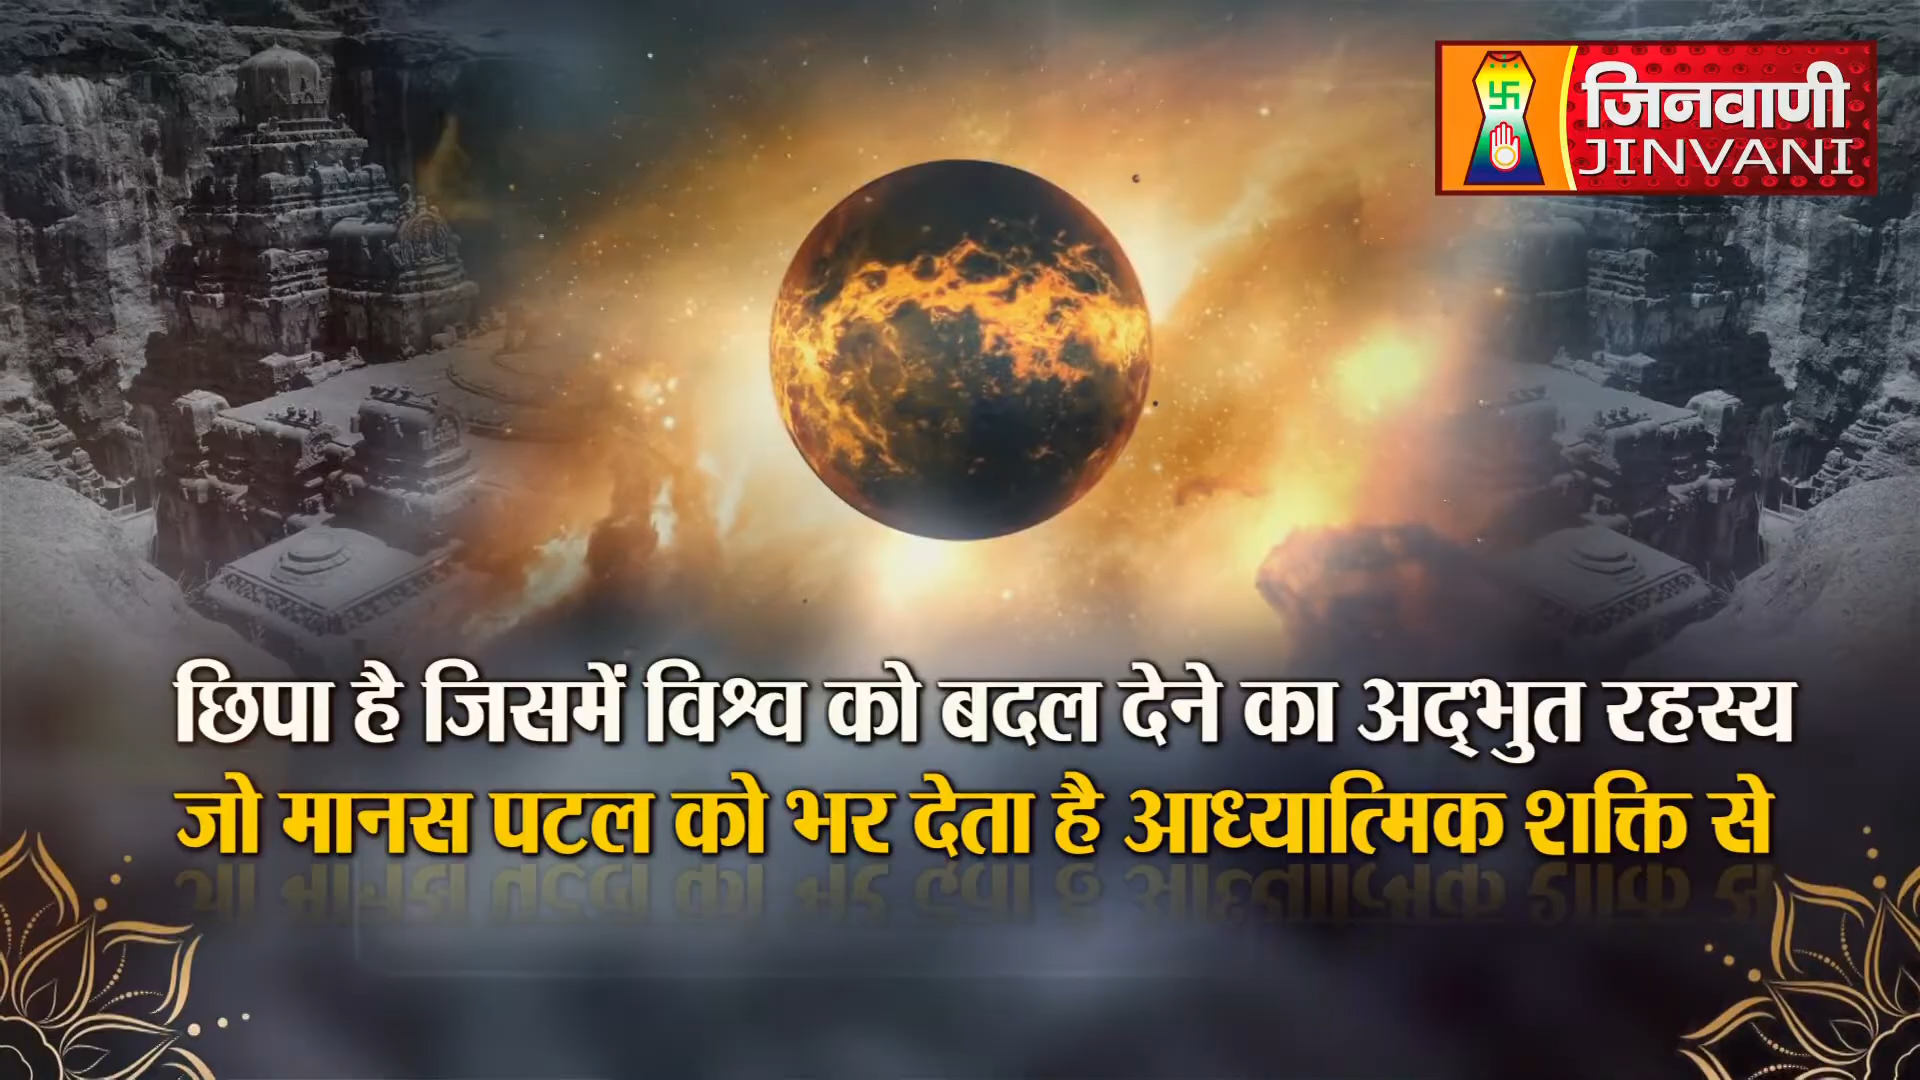 जिनवाणी
JINVANI
छिपा है जिसमें विश्व को बदल देने का अद्‌भुत रहस्य
जो मानस पटल को भर देता है आध्यात्मिक शक्ति से